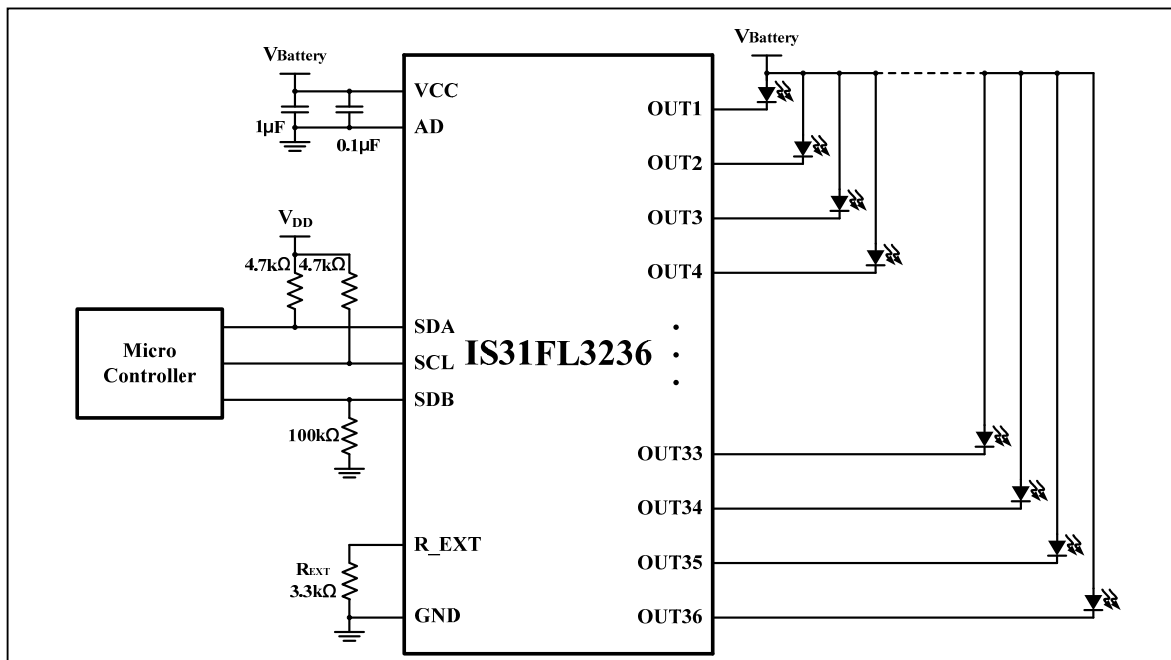 VBattery
VCC
1μF
0.1μF
AD
VDD
4.7kΩ 4.7kΩ
Micro
Controller
SDA
SCL
SDB
100kΩ
R_EXT
REXT
3.3kΩ
GND
IS31FL3236
VBattery
OUT1
OUT2
OUT3
OUT4
OUT33
OUT34
OUT35
OUT36